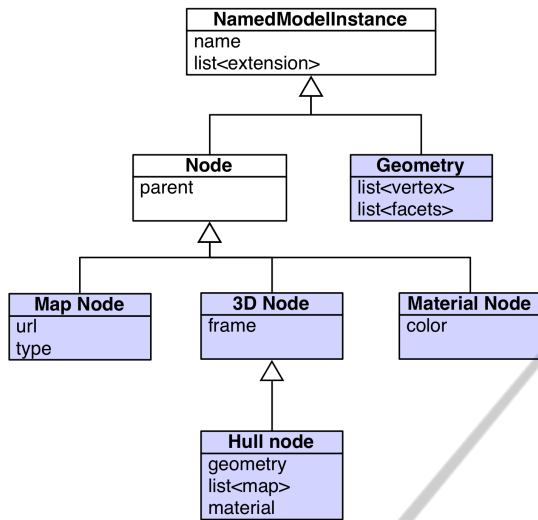 NamedModelInstance
name
list<extension>
Node
parent
Geometry
list<vertex>
list<facets>
Map Node
url
type
3D Node
frame
Material Node
color
Hull node
geometry
list<map>
material